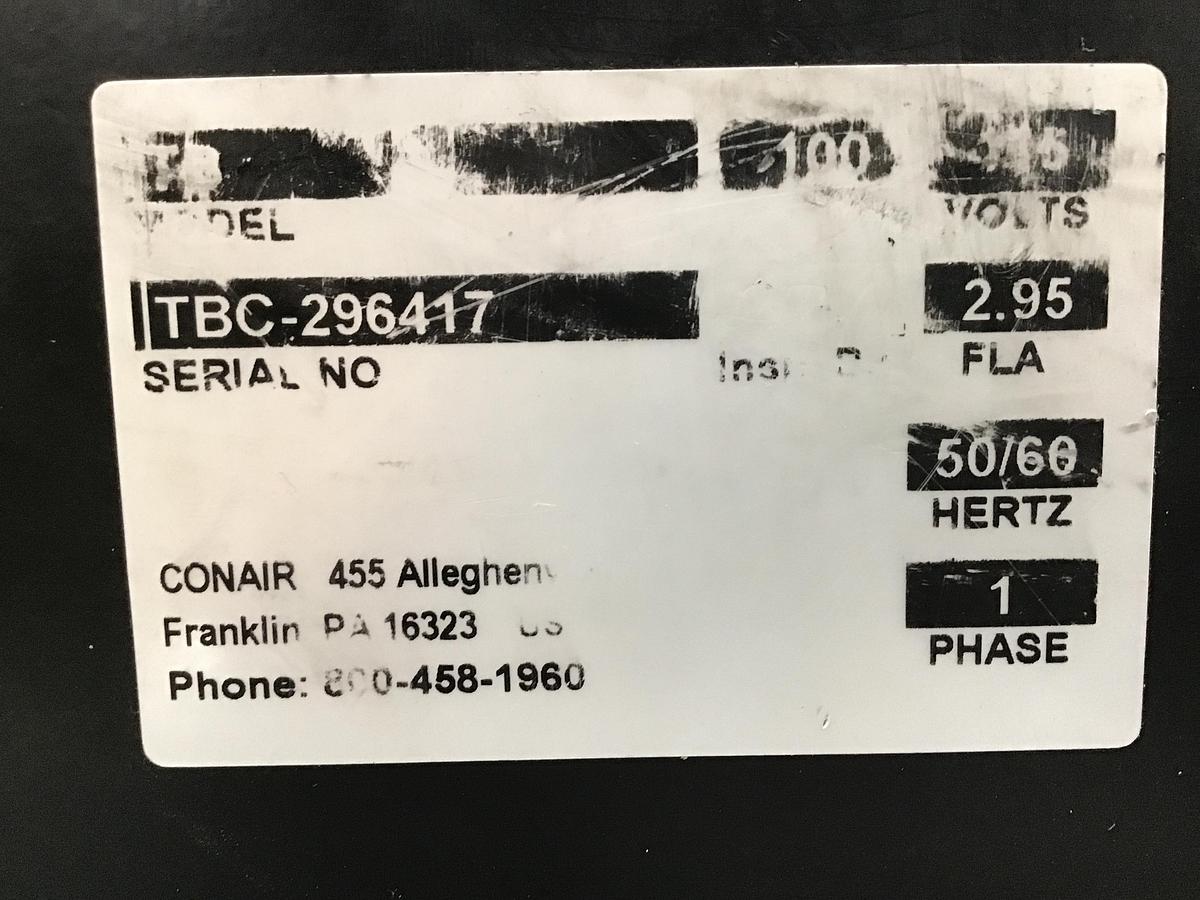 100
VOLTS
TBC-296417
2.95
SERIAL NO
FLA
50/60
HERTZ
CONAIR 455
1
Franklin PA 16323 US
PHASE
Phone: 800-458-1960